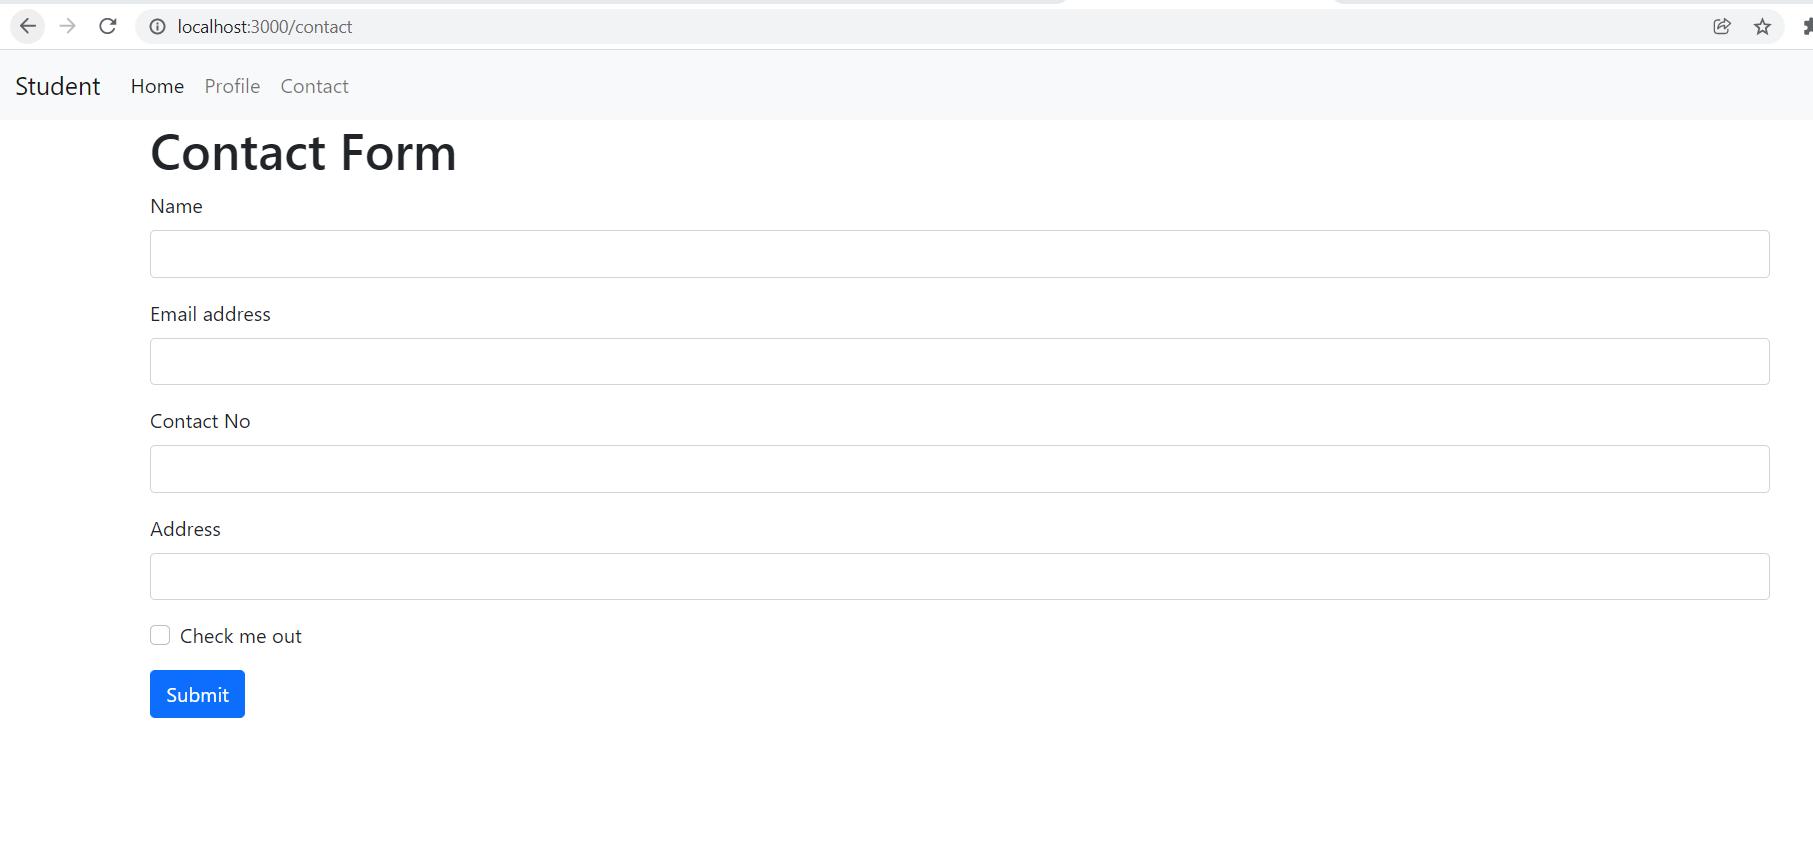 localhost:3000/contact
Student Home Profile Contact
Contact Form
Name
Email address
Contact No
Address
Check me out
Submit